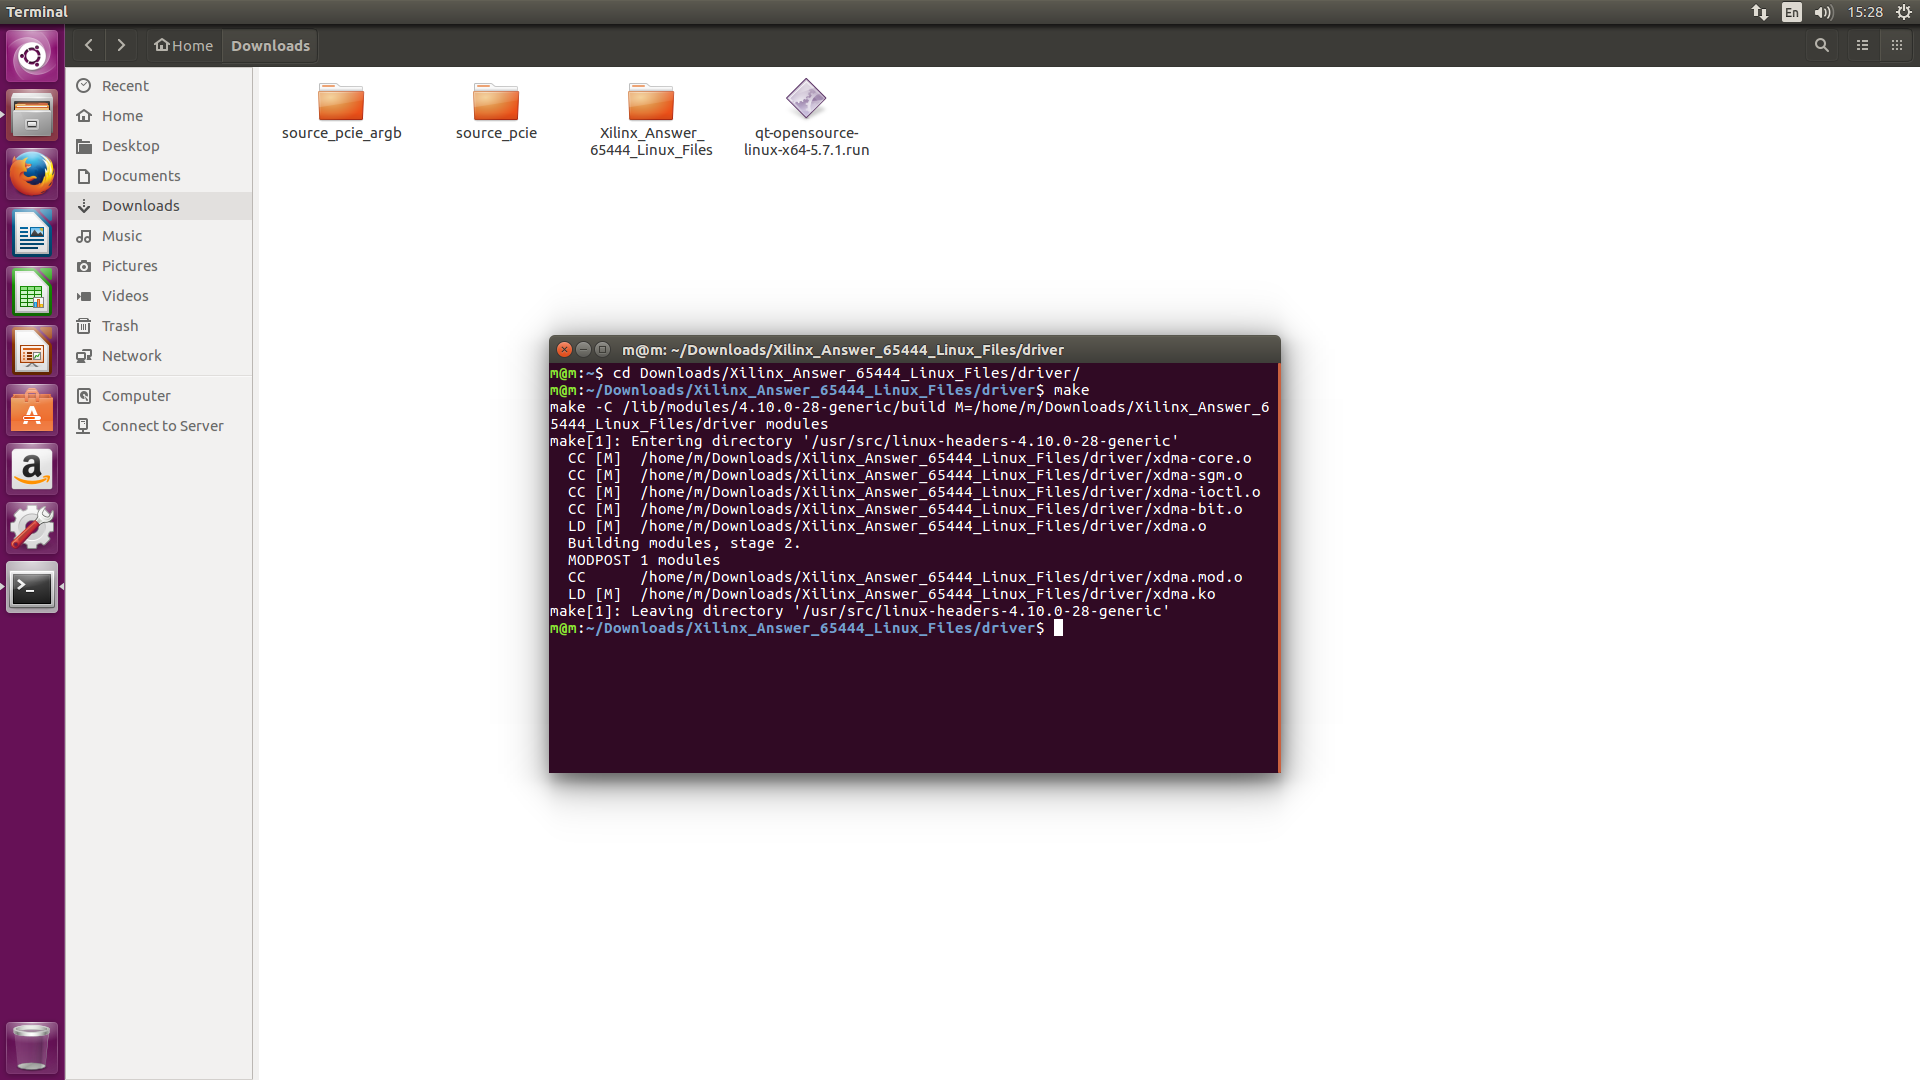 Terminal
En
15:28
Home
Downloads
Recent
Home
Desktop
Documents
Downloads
Music
Pictures
Videos
Trash
Network
Computer
Connect to Server
source_pcie_argb
source_pcie
Xilinx_Answer_
65444_Linux_Files
qt-opensource-
linux-x64-5.7.1.run
m@m: ~/Downloads/Xilinx_Answer_65444_Linux_Files/driver
m@m:~$ cd Downloads/Xilinx_Answer_65444_Linux_Files/driver/
m@m:~/Downloads/Xilinx_Answer_65444_Linux_Files/driver$ make
make -C /lib/modules/4.10.0-28-generic/build M=/home/m/Downloads/Xilinx_Answer_6
5444_Linux_Files/driver modules
make[1]: Entering directory '/usr/src/linux-headers-4.10.0-28-generic'
CC [M]  /home/m/Downloads/Xilinx_Answer_65444_Linux_Files/driver/xdma-core.o
CC [M]  /home/m/Downloads/Xilinx_Answer_65444_Linux_Files/driver/xdma-sgm.o
CC [M]  /home/m/Downloads/Xilinx_Answer_65444_Linux_Files/driver/xdma-ioctl.o
CC [M]  /home/m/Downloads/Xilinx_Answer_65444_Linux_Files/driver/xdma-bit.o
LD [M]  /home/m/Downloads/Xilinx_Answer_65444_Linux_Files/driver/xdma.o
Building modules, stage 2.
MODPOST 1 modules
CC      /home/m/Downloads/Xilinx_Answer_65444_Linux_Files/driver/xdma.mod.o
LD [M]  /home/m/Downloads/Xilinx_Answer_65444_Linux_Files/driver/xdma.ko
make[1]: Leaving directory '/usr/src/linux-headers-4.10.0-28-generic'
m@m:~/Downloads/Xilinx_Answer_65444_Linux_Files/driver$